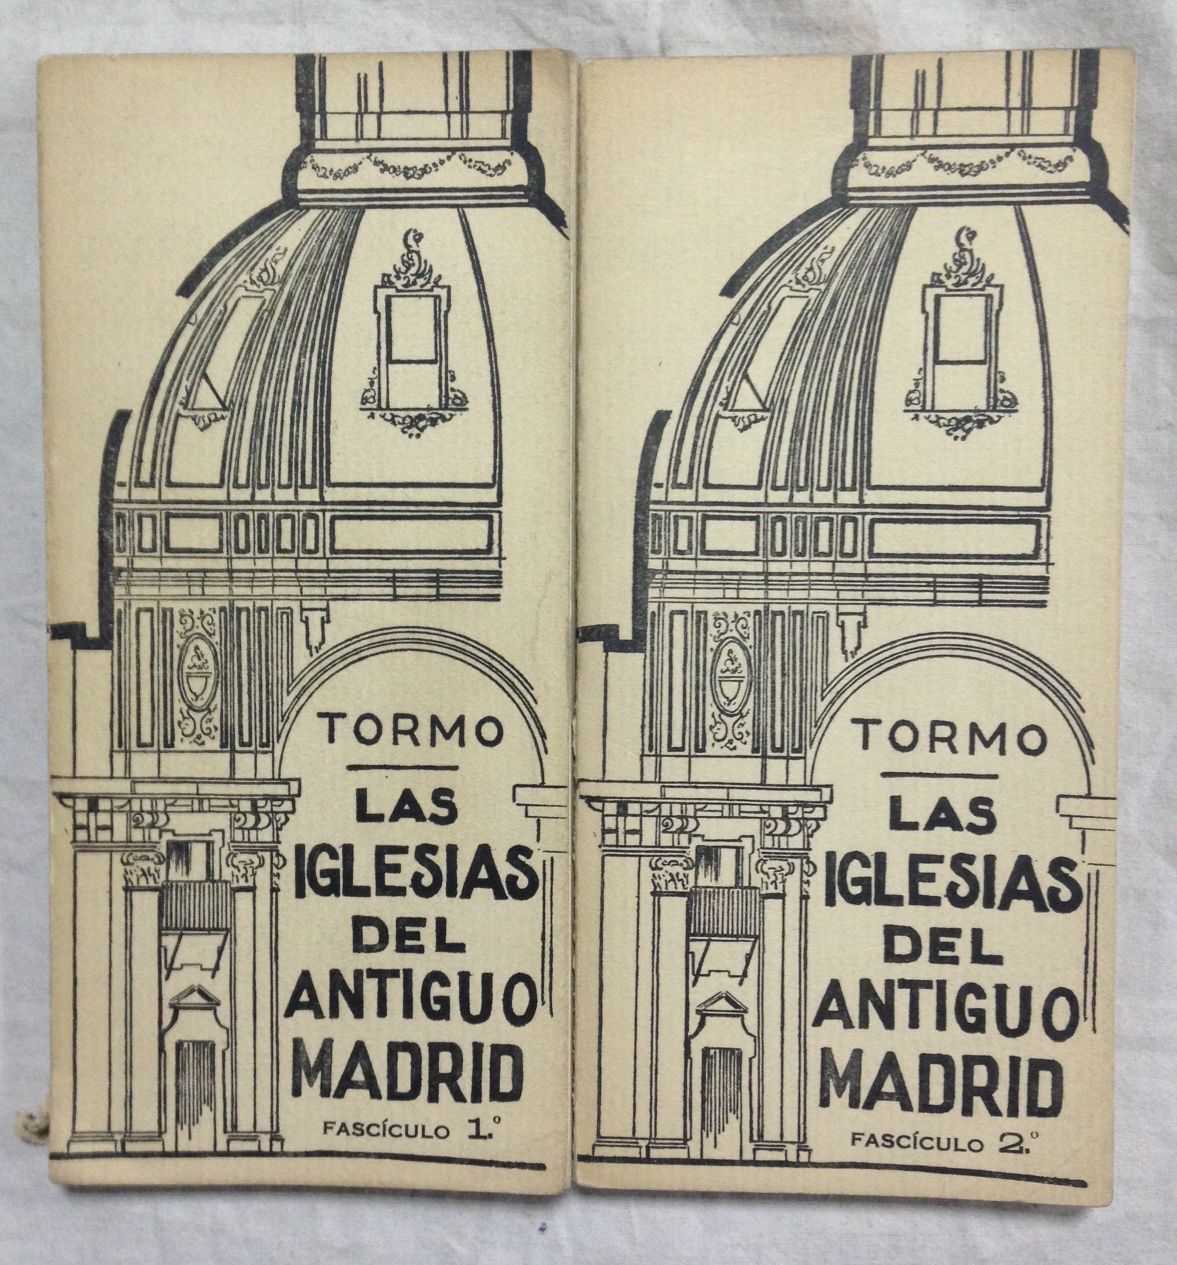 TORMO
LAS
IGLESIAS
DEL
ANTIGUO
MADRID
FASCÍCULO 1.º
TORMO
LAS
IGLESIAS
DEL
ANTIGUO
MADRID
FASCÍCULO 2.º